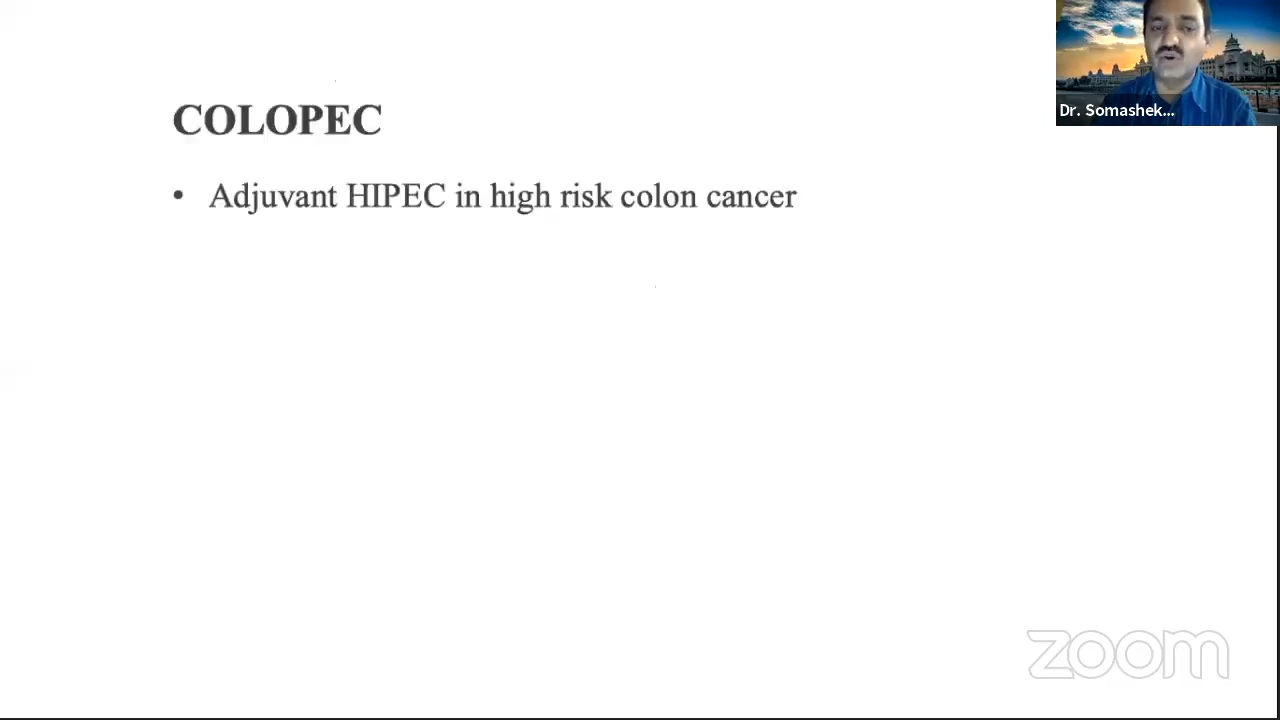 COLOPEC
• Adjuvant HIPEC in high risk colon cancer
Dr. Somashek...
zoom